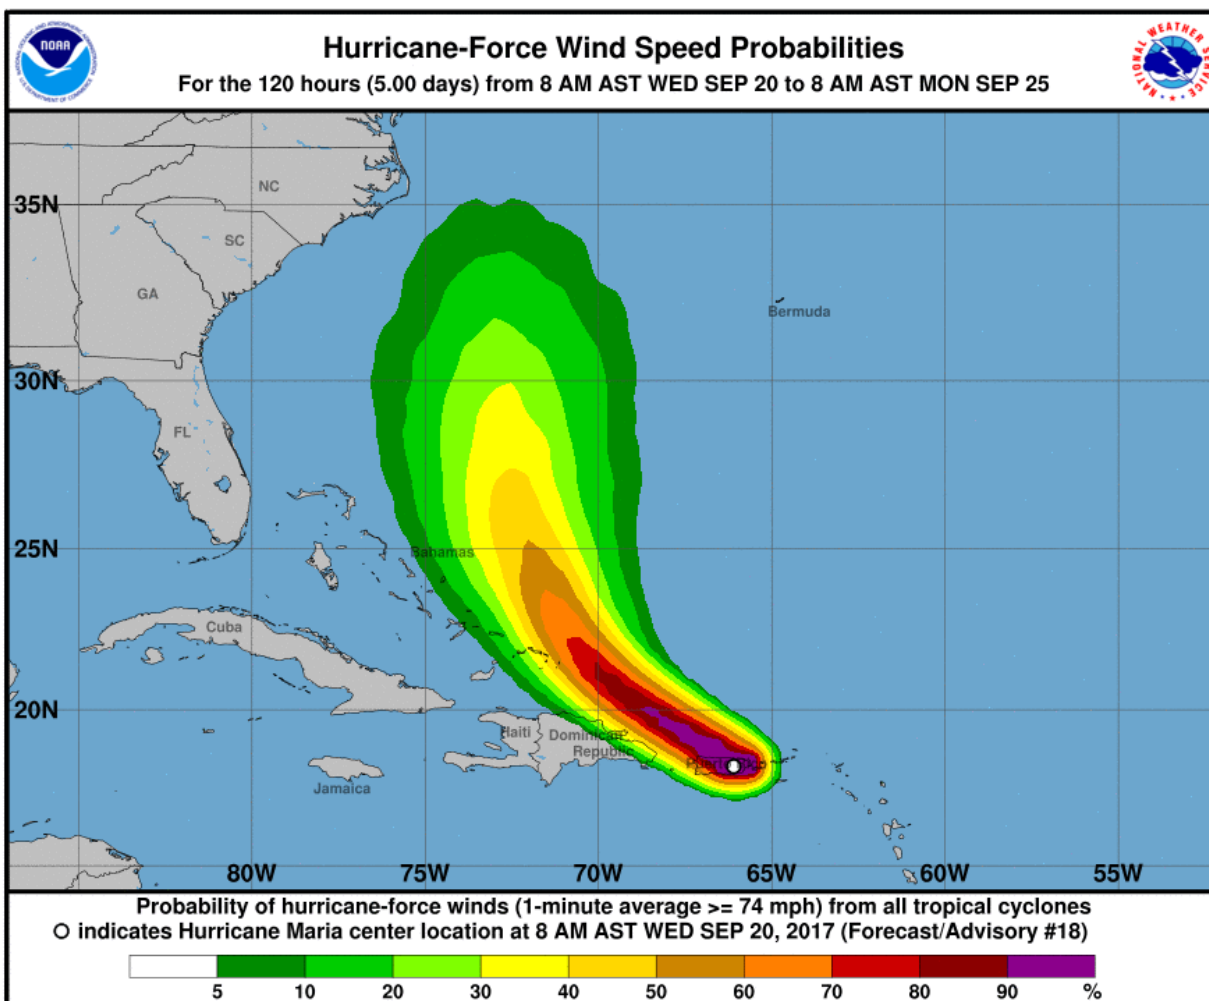 Hurricane-Force Wind Speed Probabilities
For the 120 hours (5.00 days) from 8 AM AST WED SEP 20 to 8 AM AST MON SEP 25
NOAA
NATIONAL WEATHER SERVICE
NC
35N
SC
GA
Bermuda
30N
FL
25N
Bahamas
Cuba
20N
Haiti
Dominican
Republic
Puerto Rico
Jamaica
80W 75W 70W 65W 60W 55W
Probability of hurricane-force winds (1-minute average >= 74 mph) from all tropical cyclones
indicates Hurricane Maria center location at 8 AM AST WED SEP 20, 2017 (Forecast/Advisory #18)
5 10 20 30 40 50 60 70 80 90 %